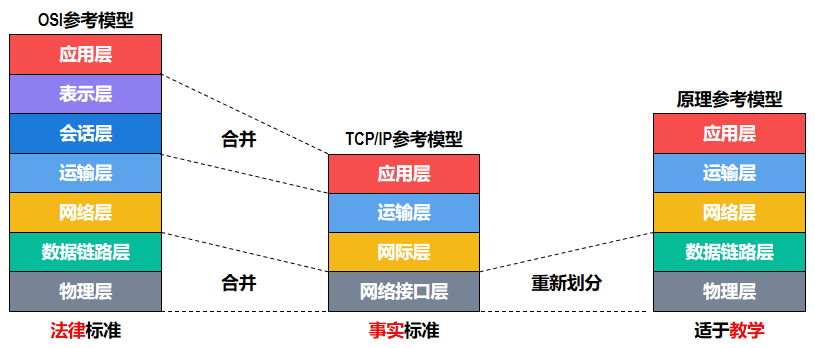 OSI参考模型
应用层
表示层
会话层
运输层
网络层
数据链路层
物理层
法律标准
合并
合并
TCP/IP参考模型
应用层
运输层
网际层
网络接口层
事实标准
重新划分
原理参考模型
应用层
运输层
网络层
数据链路层
物理层
适于教学